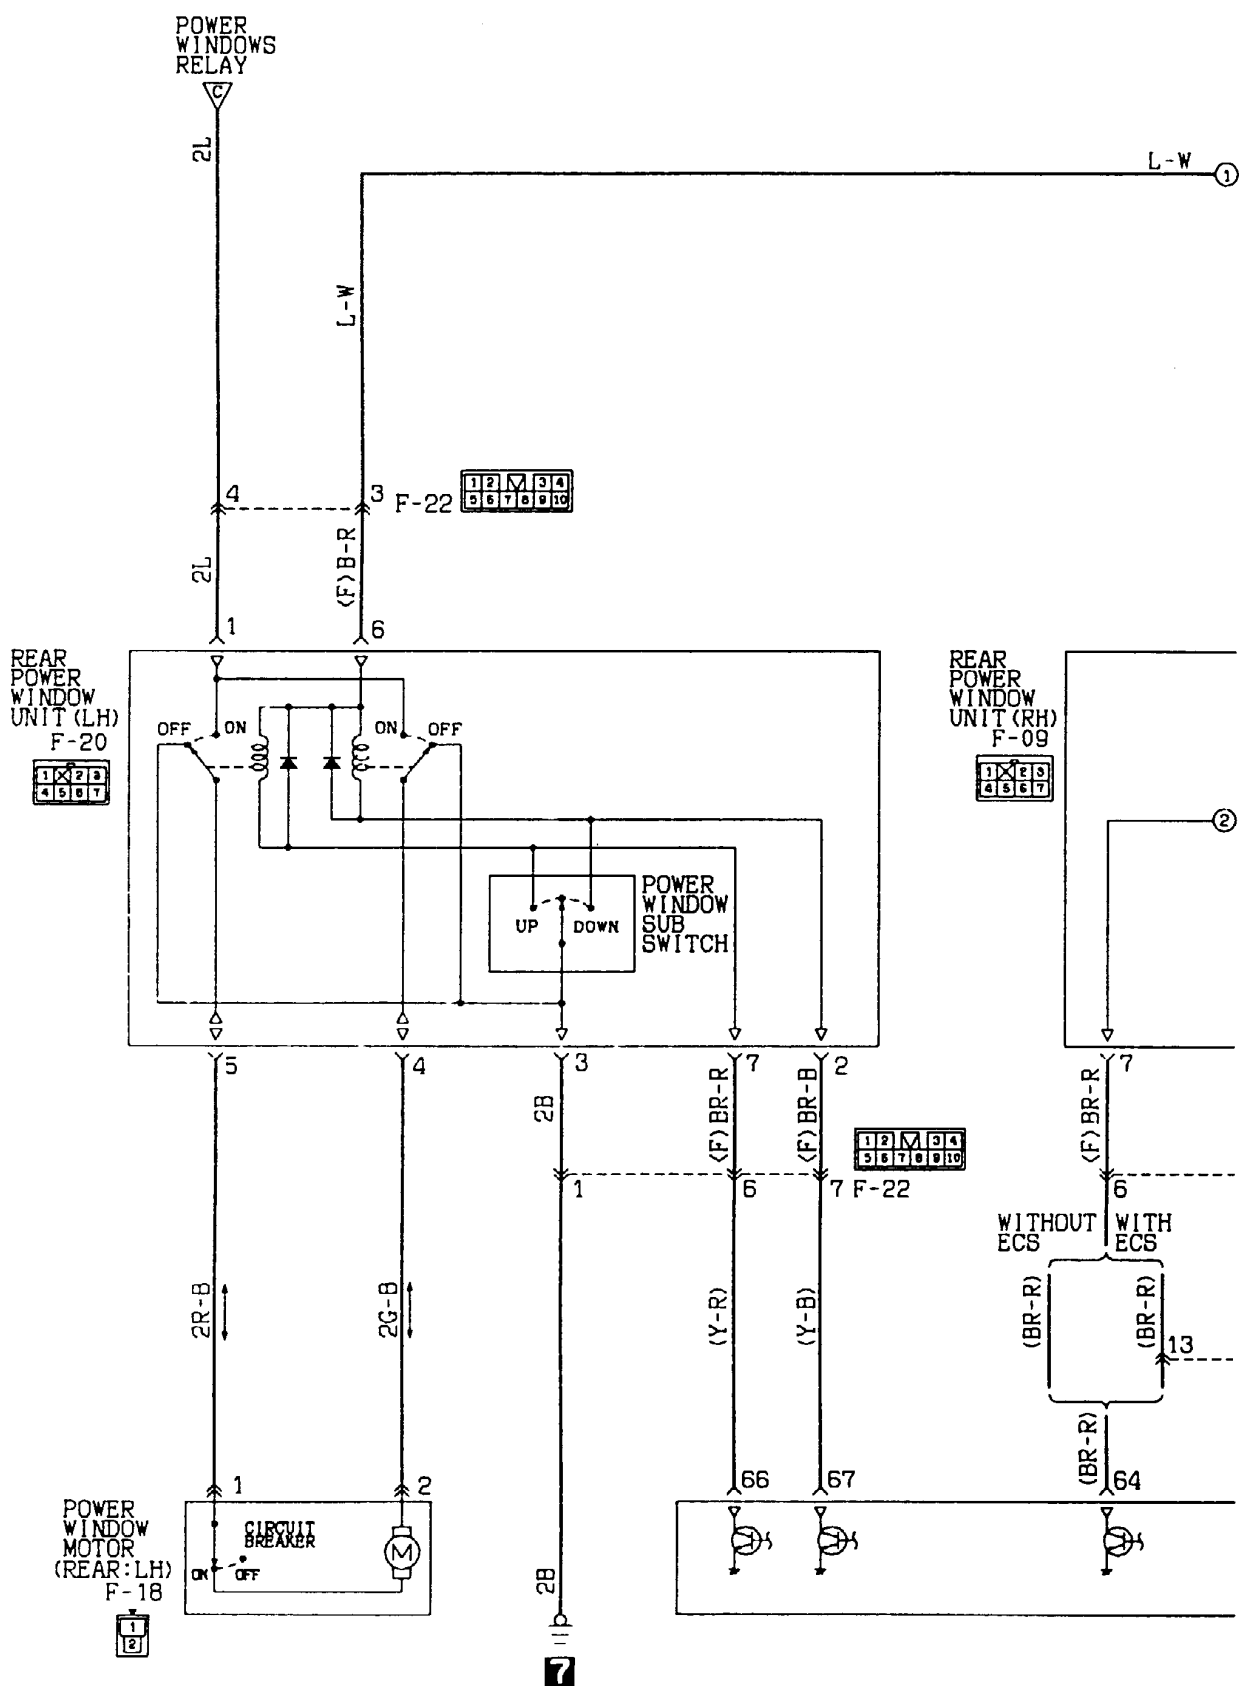 POWER
WINDOWS
RELAY
C
2L
L-W
1
L-W
4
3
F-22
1 2 3 4
5 6 7 8 9 10
2L
(F)B-R
1
6
REAR
POWER
WINDOW
UNIT(LH)
F-20
1 2 3
4 5 6 7
OFF
ON
ON
OFF
REAR
POWER
WINDOW
UNIT(RH)
F-09
1 2 3
4 5 6 7
2
POWER
WINDOW
SUB
SWITCH
UP
DOWN
5
4
3
7
2
7
2B
(F)BR-R
(F)BR-B
(F)BR-R
1 2 3 4
5 6 7 8 9 10
1
6
7
F-22
6
WITHOUT
ECS
WITH
ECS
2R-B
2G-B
(Y-R)
(Y-B)
(BR-R)
(BR-R)
13
(BR-R)
1
2
66
67
64
POWER
WINDOW
MOTOR
(REAR:LH)
F-18
1
2
CIRCUIT
BREAKER
ON
OFF
M
2B
7